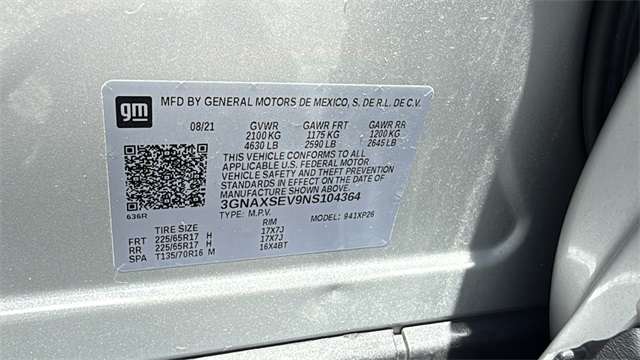 gm
MFD BY GENERAL MOTORS DE MEXICO, S. DE R.L. DE C.V.
08/21 GVWR GAWR FRT GAWR RR
2100 KG 1175 KG 1200 KG
4630 LB 2590 LB 2645 LB
THIS VEHICLE CONFORMS TO ALL
APPLICABLE U.S. FEDERAL MOTOR
VEHICLE SAFETY AND THEFT PREVENTION
STANDARDS IN EFFECT ON THE DATE OF
MANUFACTURE SHOWN ABOVE.
3GNAXSEV9NS104364
636R TYPE: M.P.V. MODEL: 941XP26
TIRE SIZE RIM
FRT 225/65R17 H 17X7J
RR 225/65R17 H 17X7J
SPA T135/70R16 M 16X4BT